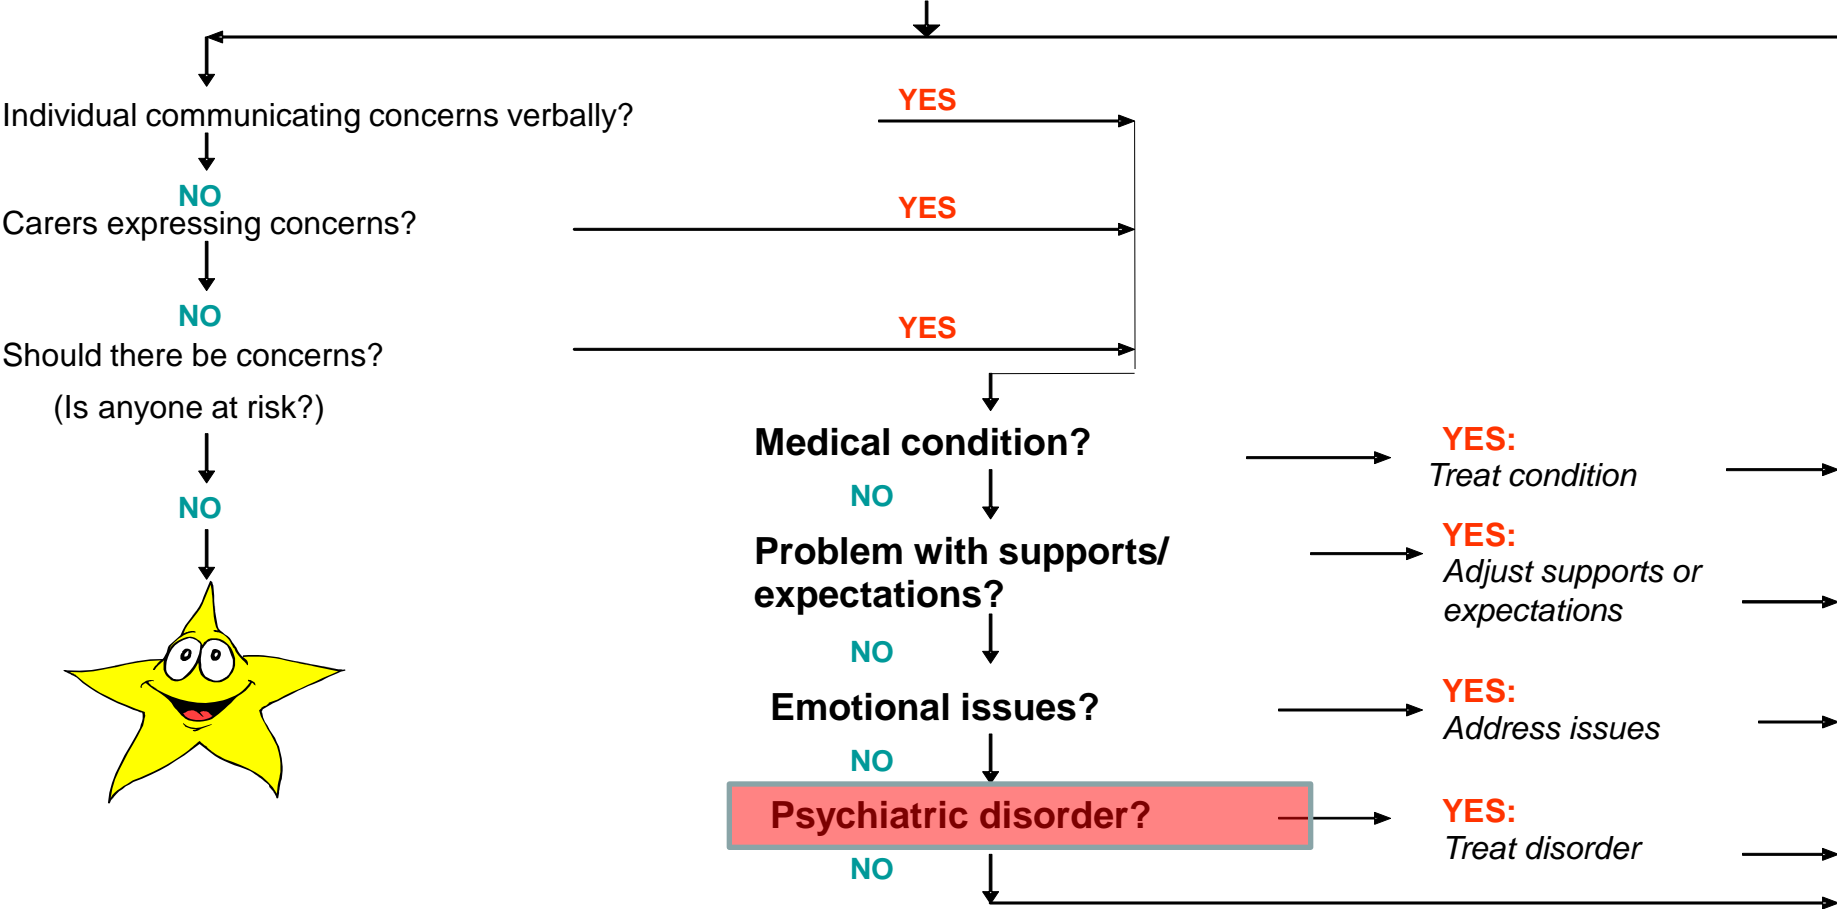 Individual communicating concerns verbally?
YES
NO
Carers expressing concerns?
YES
NO
Should there be concerns?
YES
(Is anyone at risk?)
NO
Medical condition?
YES:
Treat condition
NO
Problem with supports/
expectations?
YES:
Adjust supports or
expectations
NO
Emotional issues?
YES:
Address issues
NO
Psychiatric disorder?
YES:
Treat disorder
NO